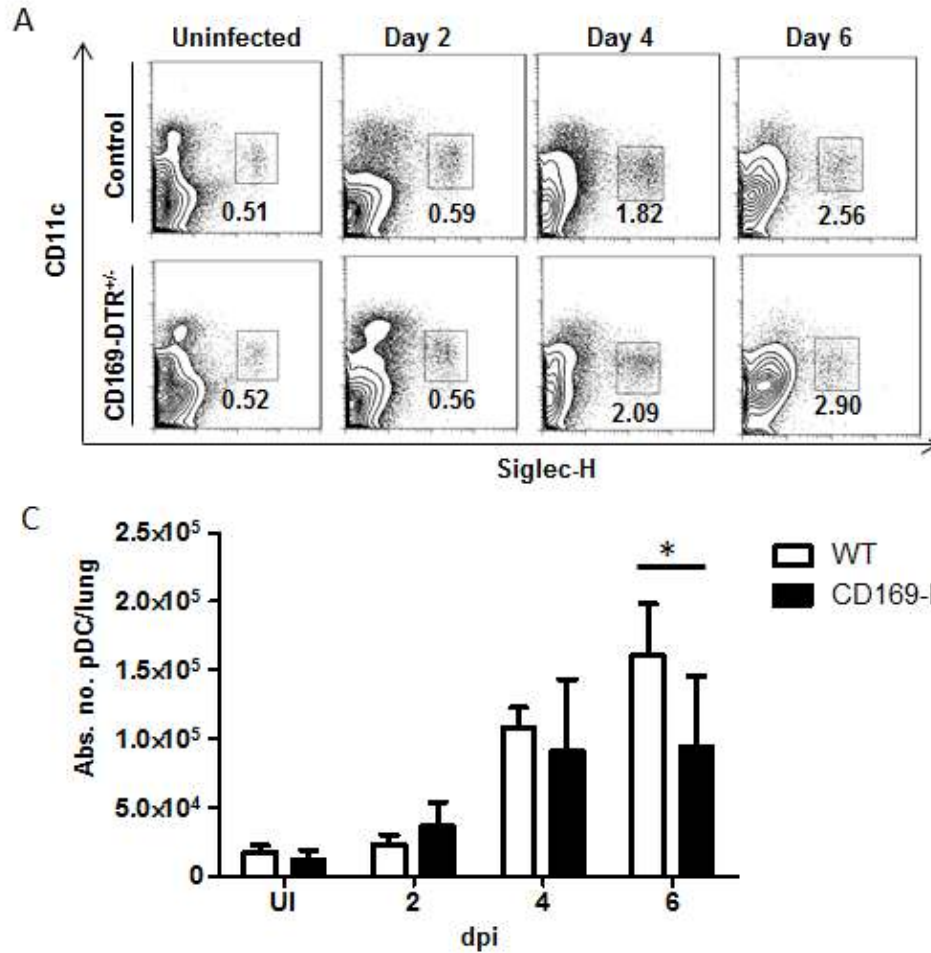 A
Uninfected Day 2 Day 4 Day 6
Control
0.51 0.59 1.82 2.56
CD11c
CD169-DTR+/-
0.52 0.56 2.09 2.90
Siglec-H
C
Abs. no. pDC/lung
2.5x10⁵
2.0x10⁵
1.5x10⁵
1.0x10⁵
5.0x10⁴
0
*
WT
CD169-
UI 2 4 6
dpi